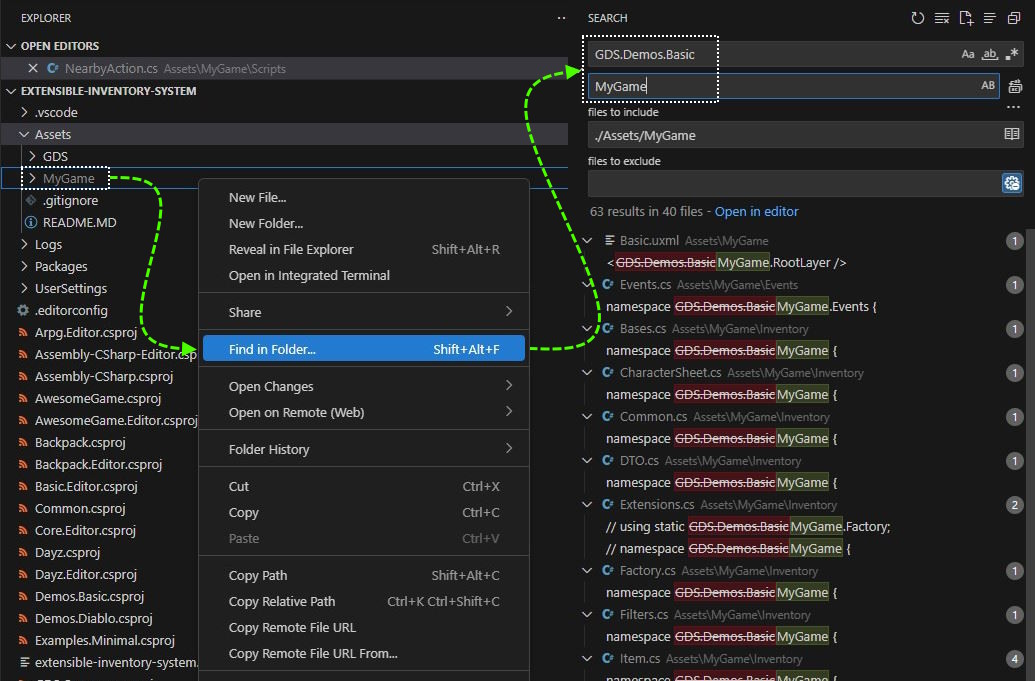 EXPLORER
OPEN EDITORS
NearbyAction.cs Assets\MyGame\Scripts
EXTENSIBLE-INVENTORY-SYSTEM
.vscode
Assets
GDS
MyGame
.gitignore
README.MD
Logs
Packages
UserSettings
.editorconfig
Arpg.Editor.csproj
Assembly-CSharp-Editor.csp
Assembly-CSharp.csproj
AwesomeGame.csproj
AwesomeGame.Editor.csproj
Backpack.csproj
Backpack.Editor.csproj
Basic.Editor.csproj
Common.csproj
Core.Editor.csproj
Dayz.csproj
Dayz.Editor.csproj
Demos.Basic.csproj
Demos.Diablo.csproj
Examples.Minimal.csproj
extensible-inventory-system.
New File...
New Folder...
Reveal in File Explorer Shift+Alt+R
Open in Integrated Terminal
Share
Find in Folder... Shift+Alt+F
Open Changes
Open on Remote (Web)
Folder History
Cut Ctrl+X
Copy Ctrl+C
Paste Ctrl+V
Copy Path Shift+Alt+C
Copy Relative Path Ctrl+K Ctrl+Shift+C
Copy Remote File URL
Copy Remote File URL From...
SEARCH
GDS.Demos.Basic Aa ab .*
MyGame AB
files to include
./Assets/MyGame
files to exclude
63 results in 40 files - Open in editor
Basic.uxml Assets\MyGame 1
<GDS.Demos.BasicMyGame.RootLayer />
Events.cs Assets\MyGame\Events 1
namespace GDS.Demos.BasicMyGame.Events {
Bases.cs Assets\MyGame\Inventory 1
namespace GDS.Demos.BasicMyGame {
CharacterSheet.cs Assets\MyGame\Inventory 1
namespace GDS.Demos.BasicMyGame {
Common.cs Assets\MyGame\Inventory 1
namespace GDS.Demos.BasicMyGame {
DTO.cs Assets\MyGame\Inventory 1
namespace GDS.Demos.BasicMyGame {
Extensions.cs Assets\MyGame\Inventory 2
// using static GDS.Demos.BasicMyGame.Factory;
// namespace GDS.Demos.BasicMyGame {
Factory.cs Assets\MyGame\Inventory 1
namespace GDS.Demos.BasicMyGame {
Filters.cs Assets\MyGame\Inventory 1
namespace GDS.Demos.BasicMyGame {
Item.cs Assets\MyGame\Inventory 4
namespace GDS.Demos.BasicMyGame {